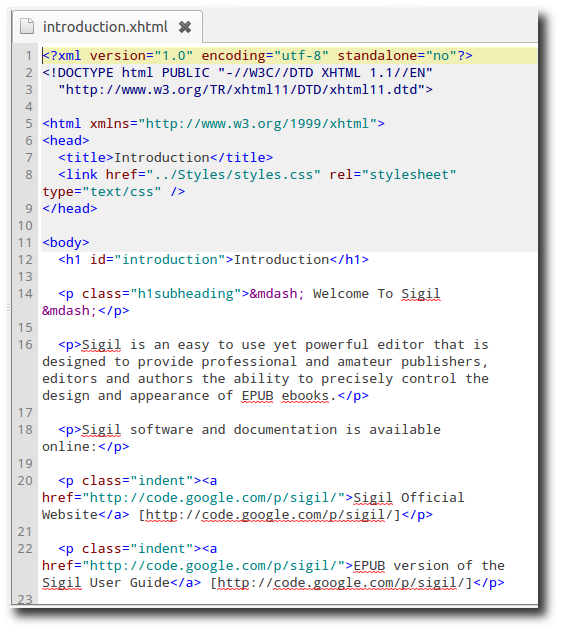 introduction.xhtml
1 <?xml version="1.0" encoding="utf-8" standalone="no"?>
2 <!DOCTYPE html PUBLIC "-//W3C//DTD XHTML 1.1//EN"
3   "http://www.w3.org/TR/xhtml11/DTD/xhtml11.dtd">
4
5 <html xmlns="http://www.w3.org/1999/xhtml">
6 <head>
7   <title>Introduction</title>
8   <link href="../Styles/styles.css" rel="stylesheet"
type="text/css" />
9 </head>
10
11 <body>
12   <h1 id="introduction">Introduction</h1>
13
14   <p class="h1subheading">&mdash; Welcome To Sigil
&mdash;</p>
15
16   <p>Sigil is an easy to use yet powerful editor that is
designed to provide professional and amateur publishers,
editors and authors the ability to precisely control the
design and appearance of EPUB ebooks.</p>
17
18   <p>Sigil software and documentation is available
online:</p>
19
20   <p class="indent"><a
href="http://code.google.com/p/sigil/">Sigil Official
Website</a> [http://code.google.com/p/sigil/]</p>
21
22   <p class="indent"><a
href="http://code.google.com/p/sigil/">EPUB version of the
Sigil User Guide</a> [http://code.google.com/p/sigil/]</p>
23